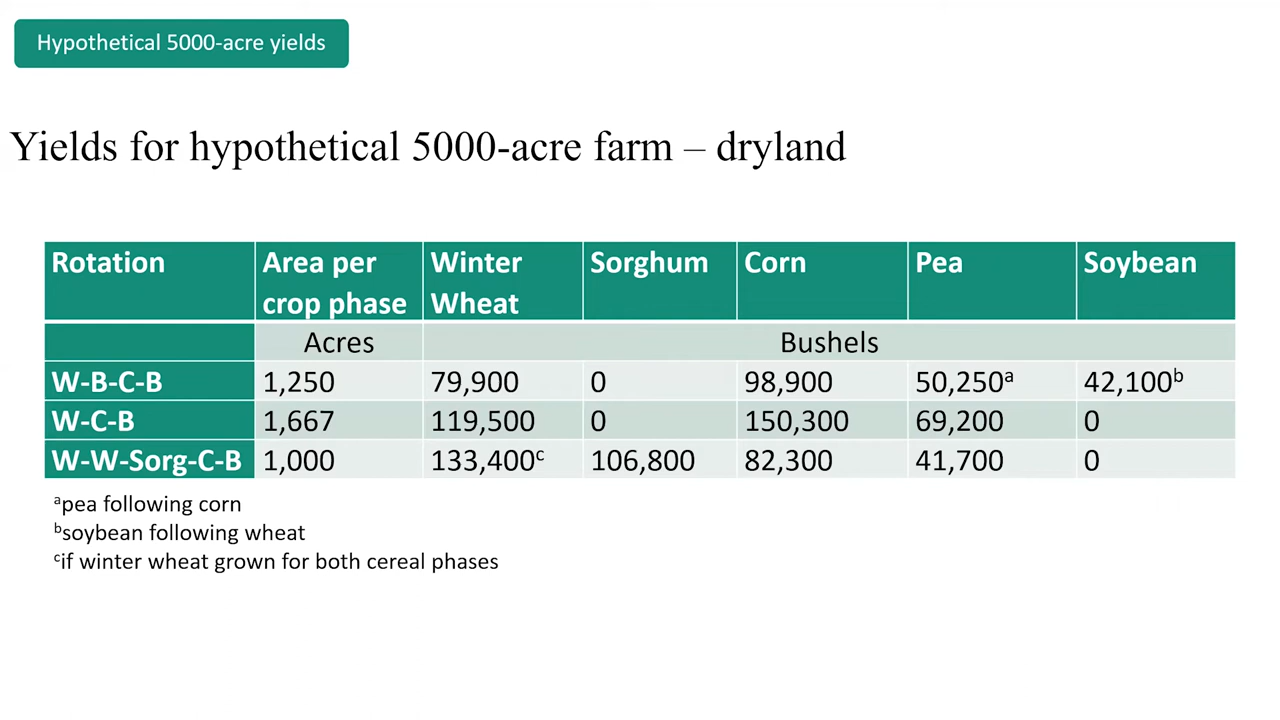 Hypothetical 5000-acre yields
Yields for hypothetical 5000-acre farm – dryland
Rotation Area per crop phase Winter Wheat Sorghum Corn Pea Soybean
Acres Bushels
W-B-C-B 1,250 79,900 0 98,900 50,250a 42,100b
W-C-B 1,667 119,500 0 150,300 69,200 0
W-W-Sorg-C-B 1,000 133,400c 106,800 82,300 41,700 0
apea following corn
bsoybean following wheat
cif winter wheat grown for both cereal phases